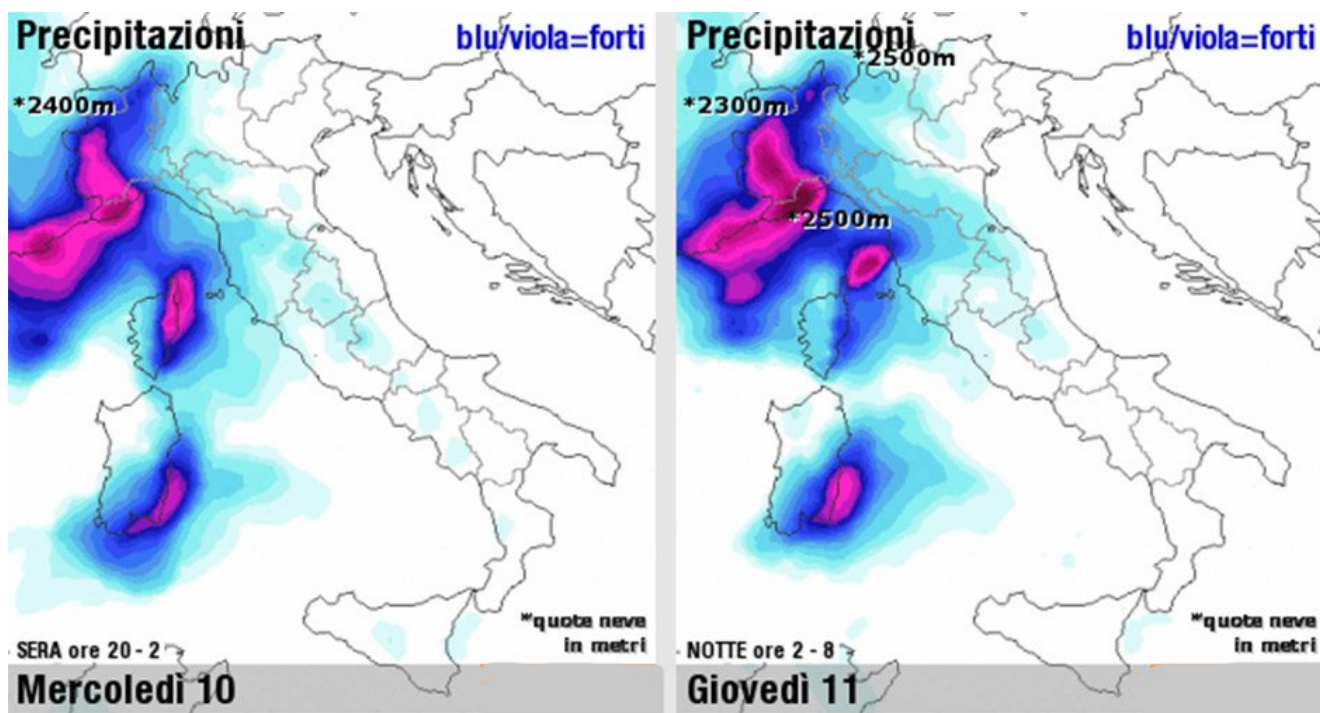 Precipitazioni
blu/viola=forti
*2400m
*quote neve
in metri
SERA ore 20 - 2
Mercoledì 10
Precipitazioni
blu/viola=forti
*2500m
*2300m
*2500m
*quote neve
in metri
NOTTE ore 2 - 8
Giovedì 11